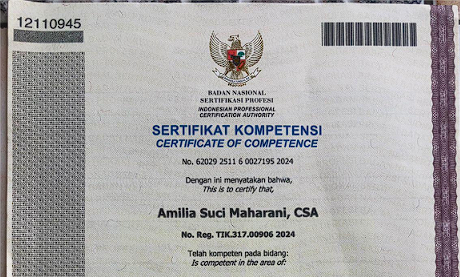 12110945
BADAN NASIONAL
SERTIFIKASI PROFESI
INDONESIAN PROFESSIONAL
CERTIFICATION AUTHORITY
SERTIFIKAT KOMPETENSI
CERTIFICATE OF COMPETENCE
No. 62029 2511 6 0027195 2024
Dengan ini menyatakan bahwa,
This is to certify that,
Amilia Suci Maharani, CSA
No. Reg. TIK.317.00906 2024
Telah kompeten pada bidang:
Is competent in the area of: